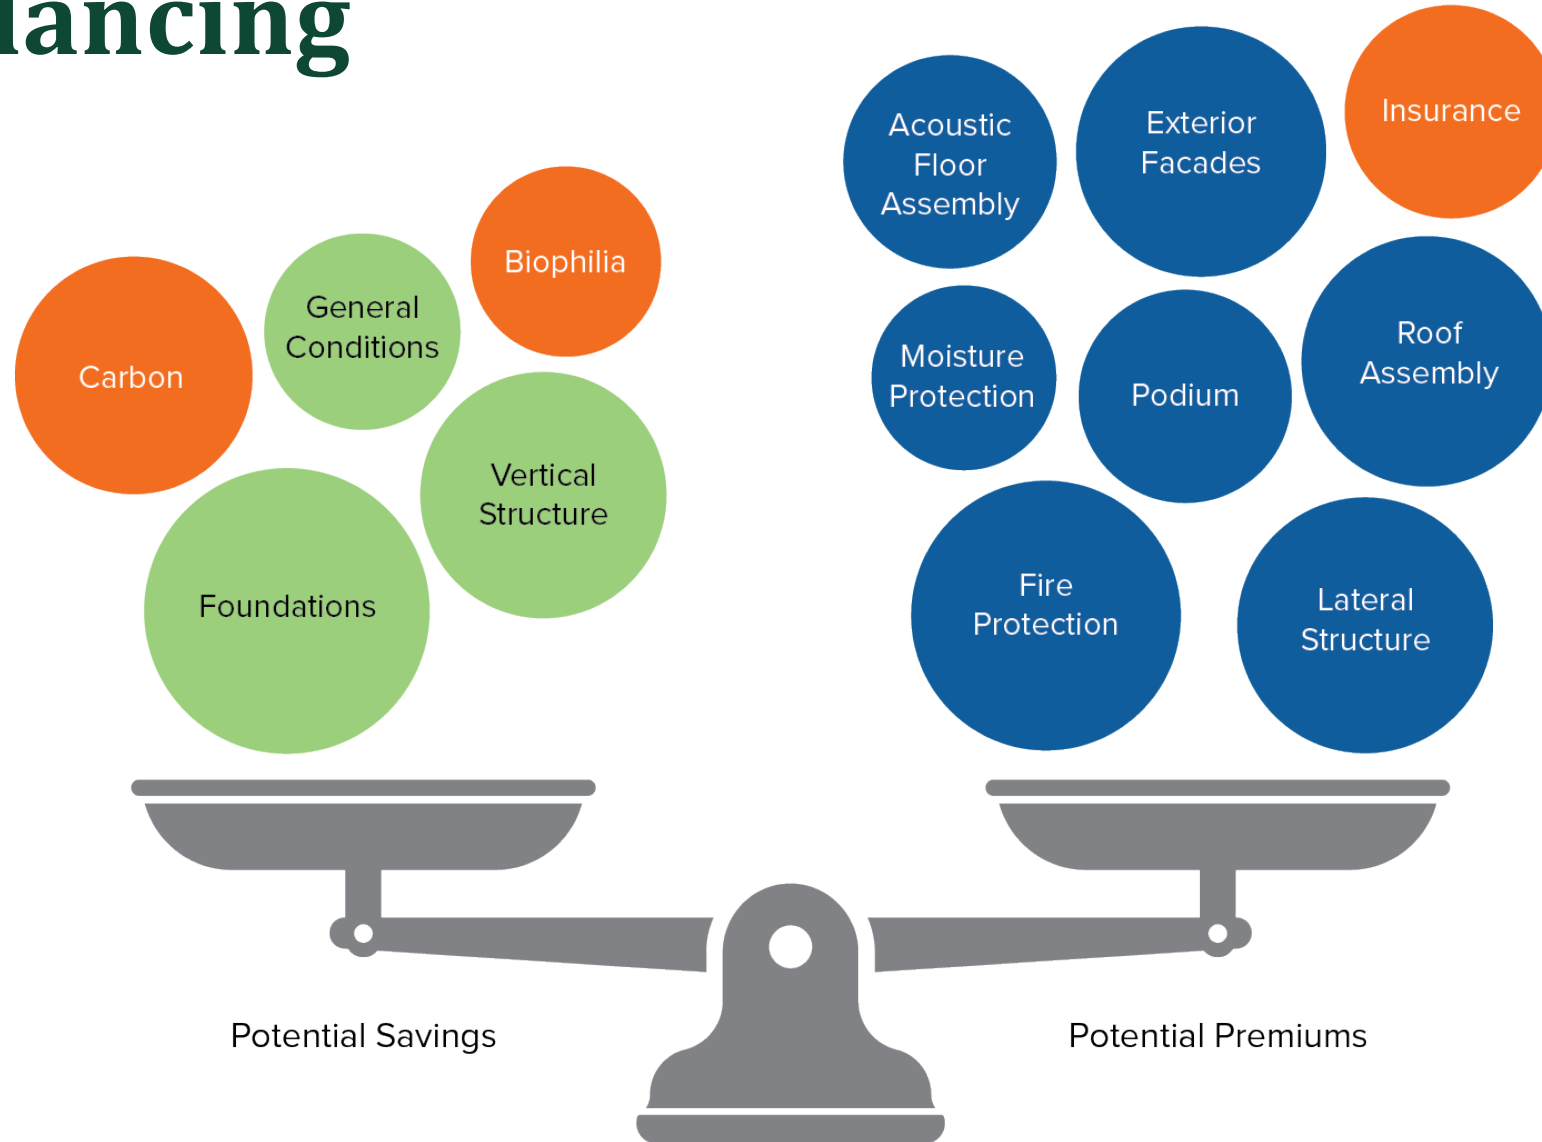 lancing
Carbon
General
Conditions
Biophilia
Foundations
Vertical
Structure
Acoustic
Floor
Assembly
Exterior
Facades
Insurance
Moisture
Protection
Podium
Roof
Assembly
Fire
Protection
Lateral
Structure
Potential Savings
Potential Premiums